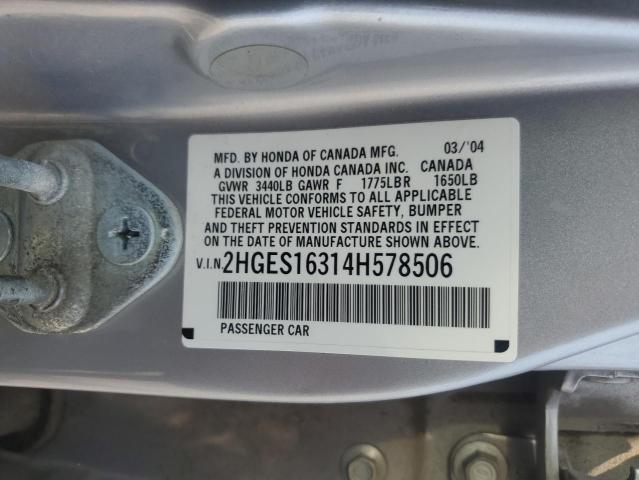 MFD. BY HONDA OF CANADA MFG. 03/'04
A DIVISION OF HONDA CANADA INC. CANADA
GVWR 3440LB GAWR F 1775LB R 1650LB
THIS VEHICLE CONFORMS TO ALL APPLICABLE
FEDERAL MOTOR VEHICLE SAFETY, BUMPER
AND THEFT PREVENTION STANDARDS IN EFFECT
ON THE DATE OF MANUFACTURE SHOWN ABOVE.
V.I.N. 2HGES16314H578506
PASSENGER CAR